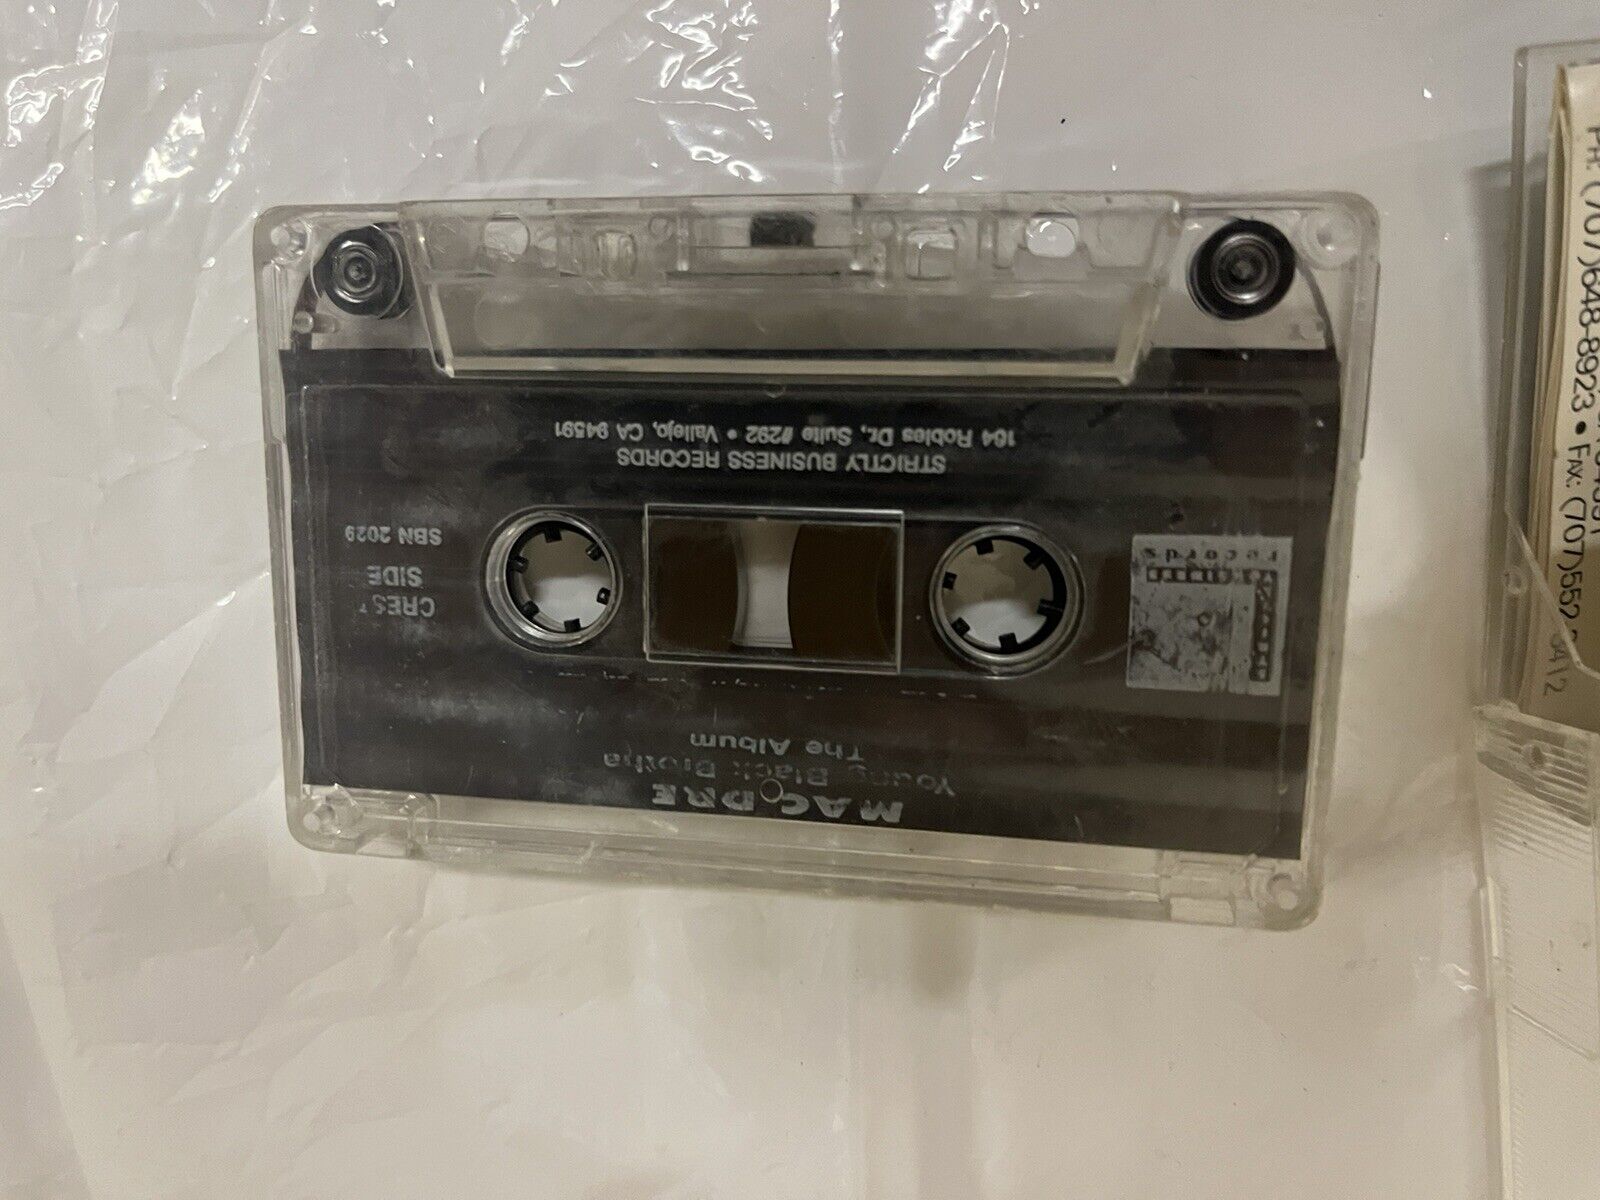 MAC DRE
Young Black Brotha
The Album
CREST
SIDE
SBN 2029
records
STRICTLY BUSINESS RECORDS
164 Robles Dr., Suite #292 • Vallejo, CA 94591
PH: (707)648-8923 • FAX: (707)552